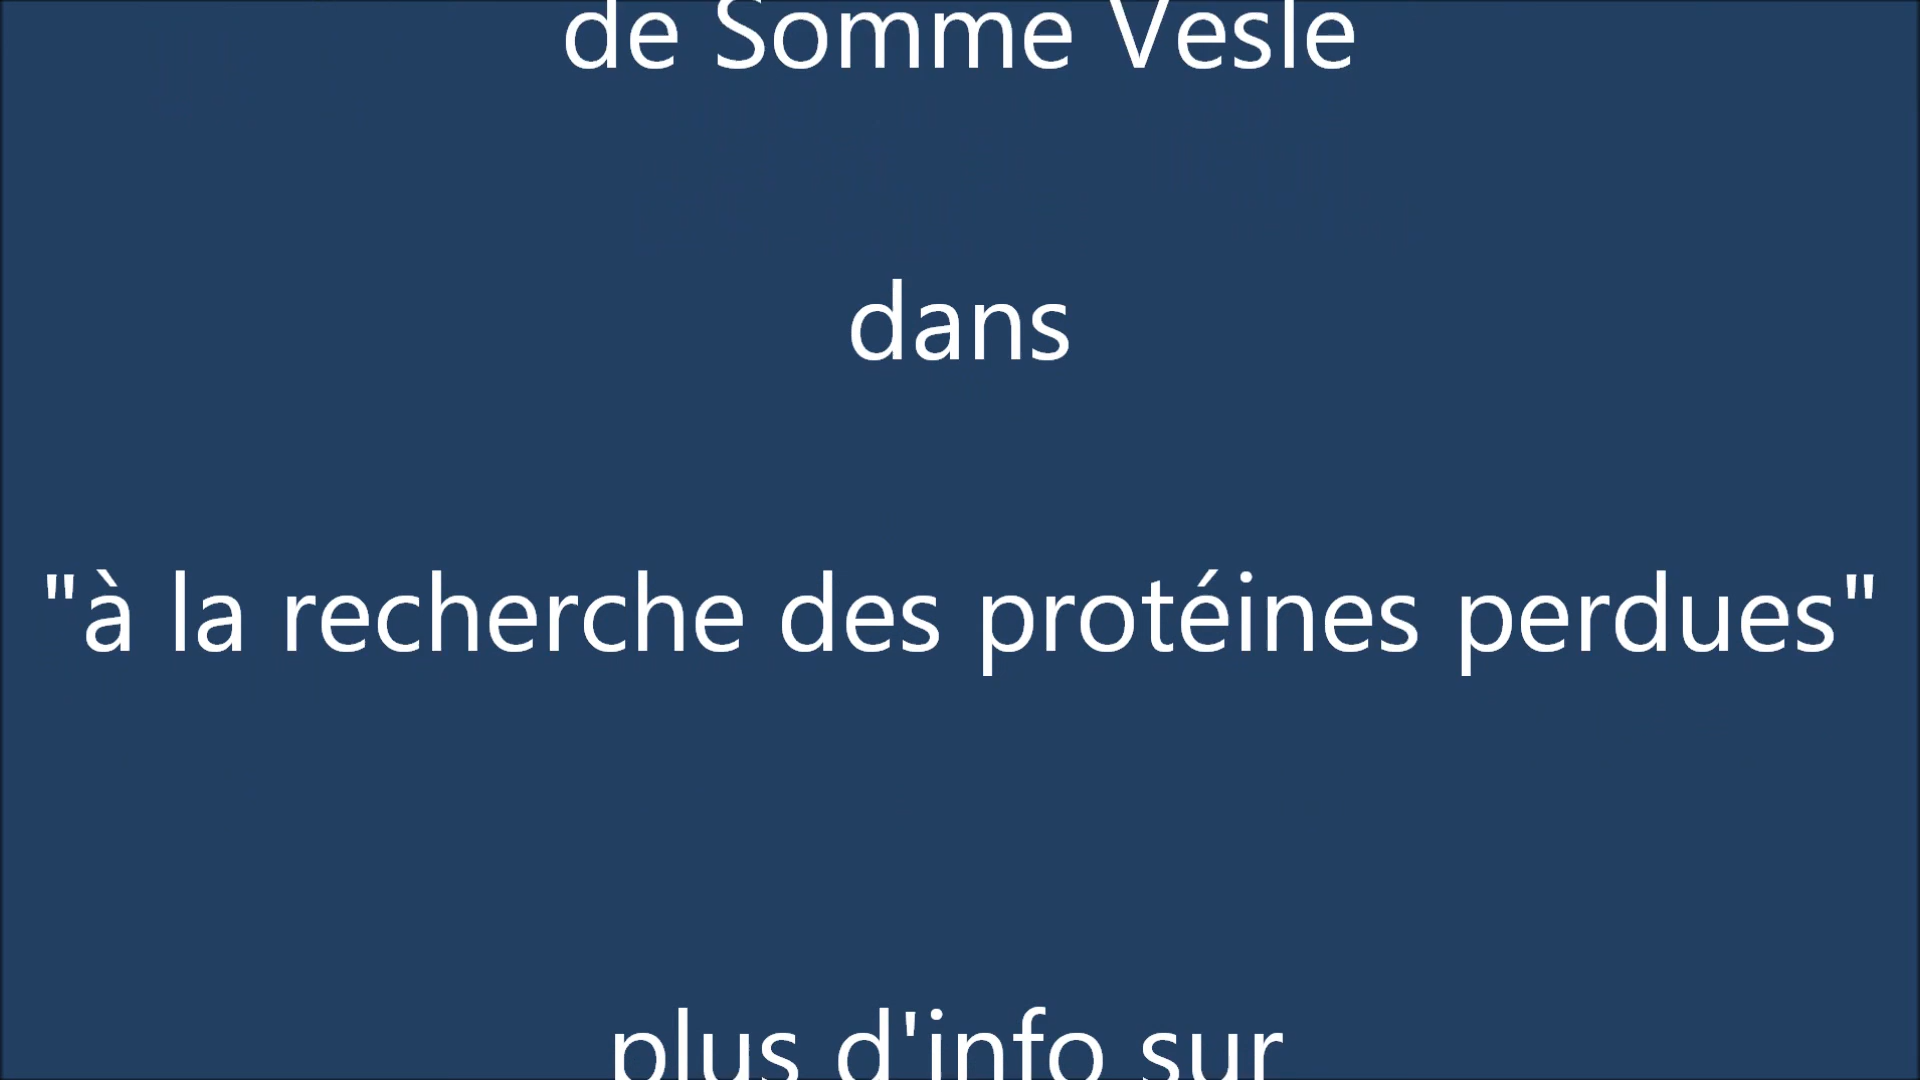 de Somme Vesle
dans
"à la recherche des protéines perdues"
plus d'info sur